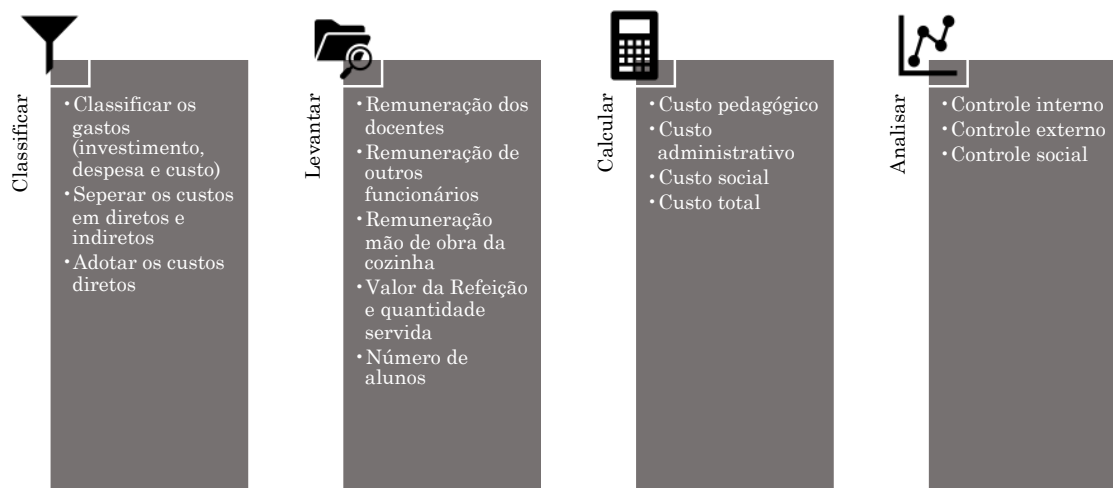 Classificar
•Classificar os
gastos
(investimento,
despesa e custo)
•Seperar os custos
em diretos e
indiretos
•Adotar os custos
diretos
Levantar
•Remuneração dos
docentes
•Remuneração de
outros
funcionários
•Remuneração
mão de obra da
cozinha
•Valor da Refeição
e quantidade
servida
•Número de
alunos
Calcular
•Custo pedagógico
•Custo
administrativo
•Custo social
•Custo total
Analisar
•Controle interno
•Controle externo
•Controle social